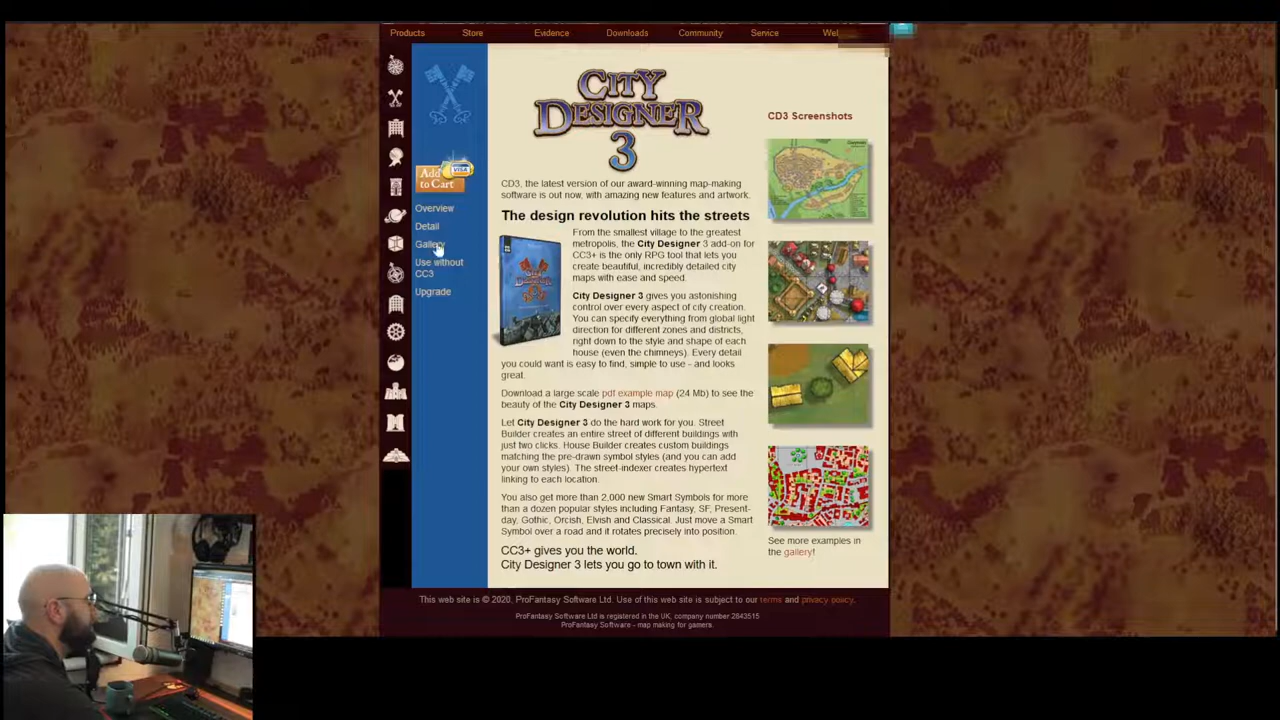 Products Store Evidence Downloads Community Service
CITY
DESIGNER
3
CD3 Screenshots
Add
to Cart
VISA
Overview
Detail
Gallery
Use without
CC3
Upgrade
CD3, the latest version of our award-winning map-making
software is out now, with amazing new features and artwork.
The design revolution hits the streets
From the smallest village to the greatest
metropolis, the City Designer 3 add-on for
CC3+ is the only RPG tool that lets you
create beautiful, incredibly detailed city
maps with ease and speed.
City Designer 3 gives you astonishing
control over every aspect of city creation.
You can specify everything from global light
direction for different zones and districts,
right down to the style and shape of each
house (even the chimneys). Every detail
you could want is easy to find, simple to use - and looks
great.
Download a large scale pdf example map (24 Mb) to see the
beauty of the City Designer 3 maps.
Let City Designer 3 do the hard work for you. Street
Builder creates an entire street of different buildings with
just two clicks. House Builder creates custom buildings
matching the pre-drawn symbol styles (and you can add
your own styles). The street-indexer creates hypertext
linking to each location.
You also get more than 2,000 new Smart Symbols for more
than a dozen popular styles including Fantasy, SF, Present-
day, Gothic, Orcish, Elvish and Classical. Just move a Smart
Symbol over a road and it rotates precisely into position.
CC3+ gives you the world.
City Designer 3 lets you go to town with it.
See more examples in
the gallery!
This web site is © 2020, ProFantasy Software Ltd. Use of this web site is subject to our terms and privacy policy.
ProFantasy Software Ltd is registered in the UK, company number 2643515
ProFantasy Software - map making for gamers.